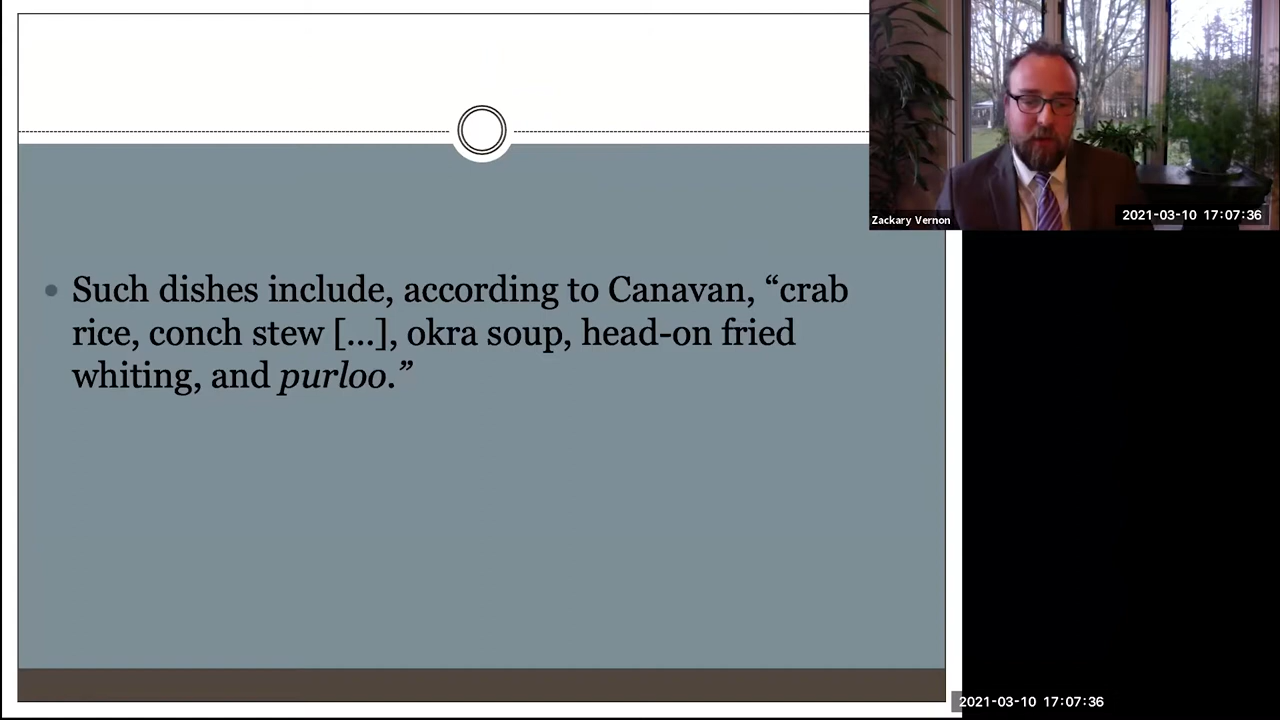 Such dishes include, according to Canavan, “crab
rice, conch stew [...], okra soup, head-on fried
whiting, and purloo.”
Zackary Vernon
2021-03-10 17:07:36
2021-03-10 17:07:36